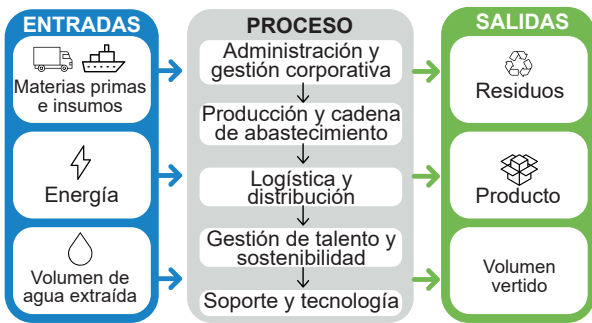 ENTRADAS
Materias primas
e insumos
Energía
Volumen de
agua extraída
PROCESO
Administración y
gestión corporativa
Producción y cadena
de abastecimiento
Logística y
distribución
Gestión de talento y
sostenibilidad
Soporte y tecnología
SALIDAS
Residuos
Producto
Volumen
vertido